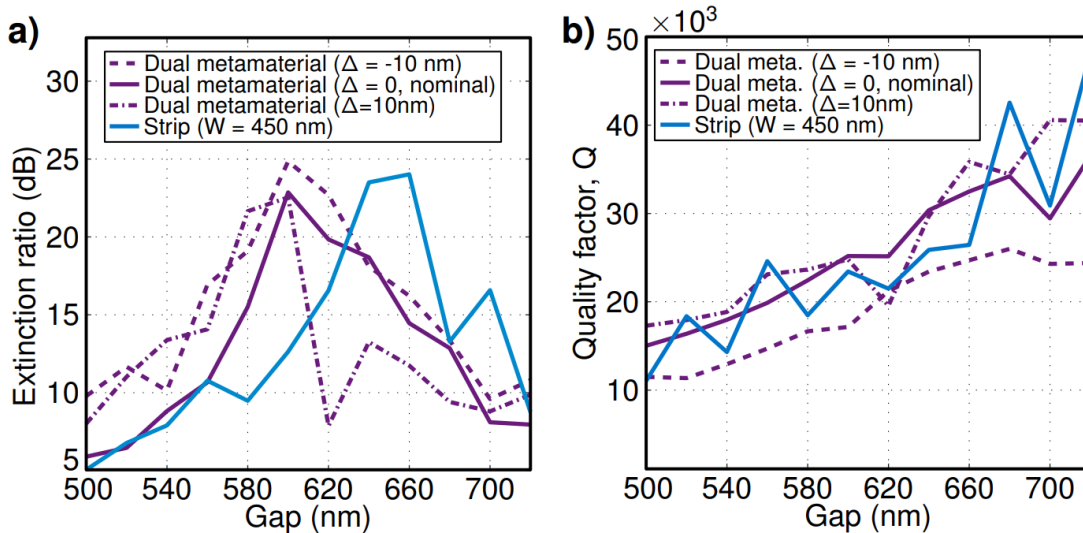 a)
Extinction ratio (dB)
30
25
20
15
10
5
Dual metamaterial (Δ = -10 nm)
Dual metamaterial (Δ = 0, nominal)
Dual metamaterial (Δ=10nm)
Strip (W = 450 nm)
500 540 580 620 660 700
Gap (nm)
b)
×10³
Quality factor, Q
50
40
30
20
10
Dual meta. (Δ = -10 nm)
Dual meta. (Δ = 0, nominal)
Dual meta. (Δ=10nm)
Strip (W = 450 nm)
500 540 580 620 660 700
Gap (nm)